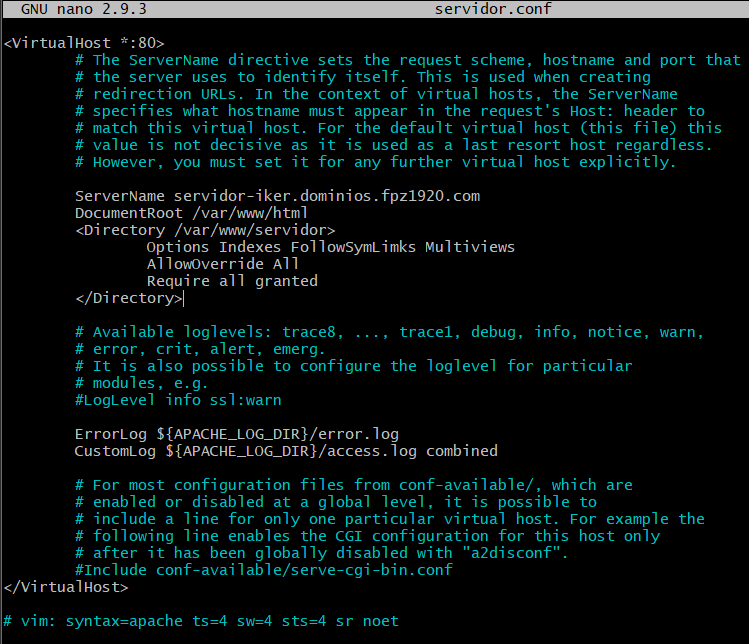 GNU nano 2.9.3 servidor.conf
<VirtualHost *:80>
# The ServerName directive sets the request scheme, hostname and port that
# the server uses to identify itself. This is used when creating
# redirection URLs. In the context of virtual hosts, the ServerName
# specifies what hostname must appear in the request's Host: header to
# match this virtual host. For the default virtual host (this file) this
# value is not decisive as it is used as a last resort host regardless.
# However, you must set it for any further virtual host explicitly.
ServerName servidor-iker.dominios.fpz1920.com
DocumentRoot /var/www/html
<Directory /var/www/servidor>
Options Indexes FollowSymLimks Multiviews
AllowOverride All
Require all granted
</Directory>
# Available loglevels: trace8, ..., trace1, debug, info, notice, warn,
# error, crit, alert, emerg.
# It is also possible to configure the loglevel for particular
# modules, e.g.
#LogLevel info ssl:warn
ErrorLog ${APACHE_LOG_DIR}/error.log
CustomLog ${APACHE_LOG_DIR}/access.log combined
# For most configuration files from conf-available/, which are
# enabled or disabled at a global level, it is possible to
# include a line for only one particular virtual host. For example the
# following line enables the CGI configuration for this host only
# after it has been globally disabled with "a2disconf".
#Include conf-available/serve-cgi-bin.conf
</VirtualHost>
# vim: syntax=apache ts=4 sw=4 sts=4 sr noet